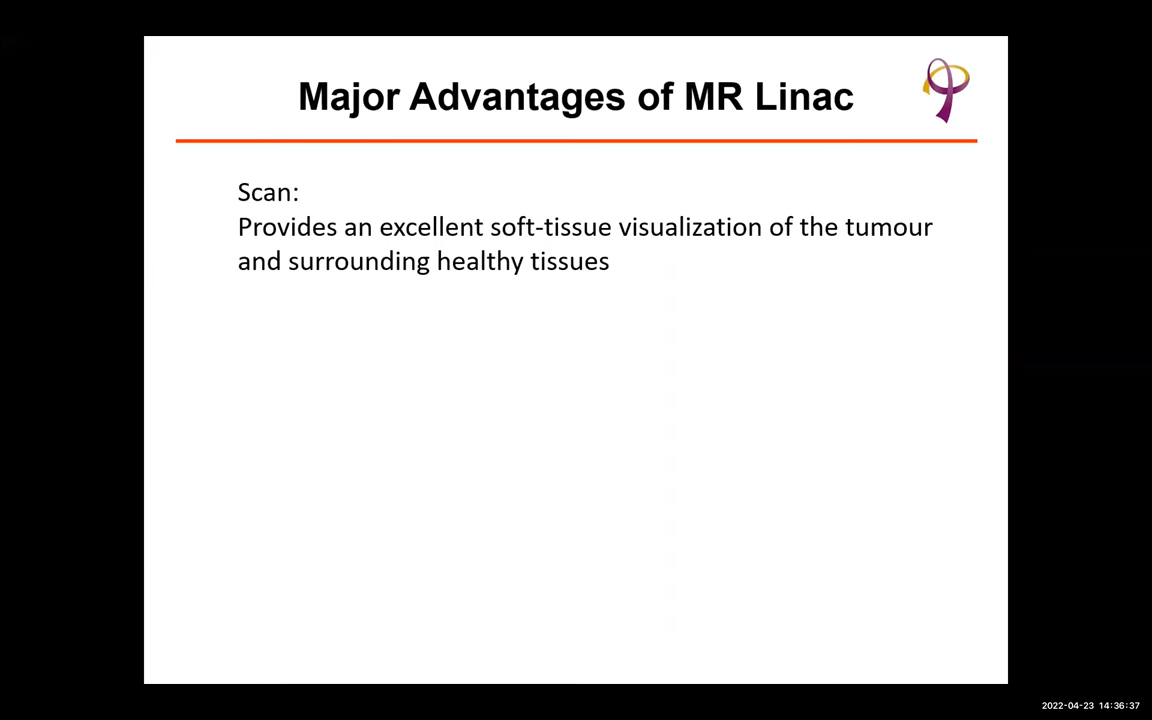 Major Advantages of MR Linac
Scan:
Provides an excellent soft-tissue visualization of the tumour
and surrounding healthy tissues
2022-04-23 14:36:37